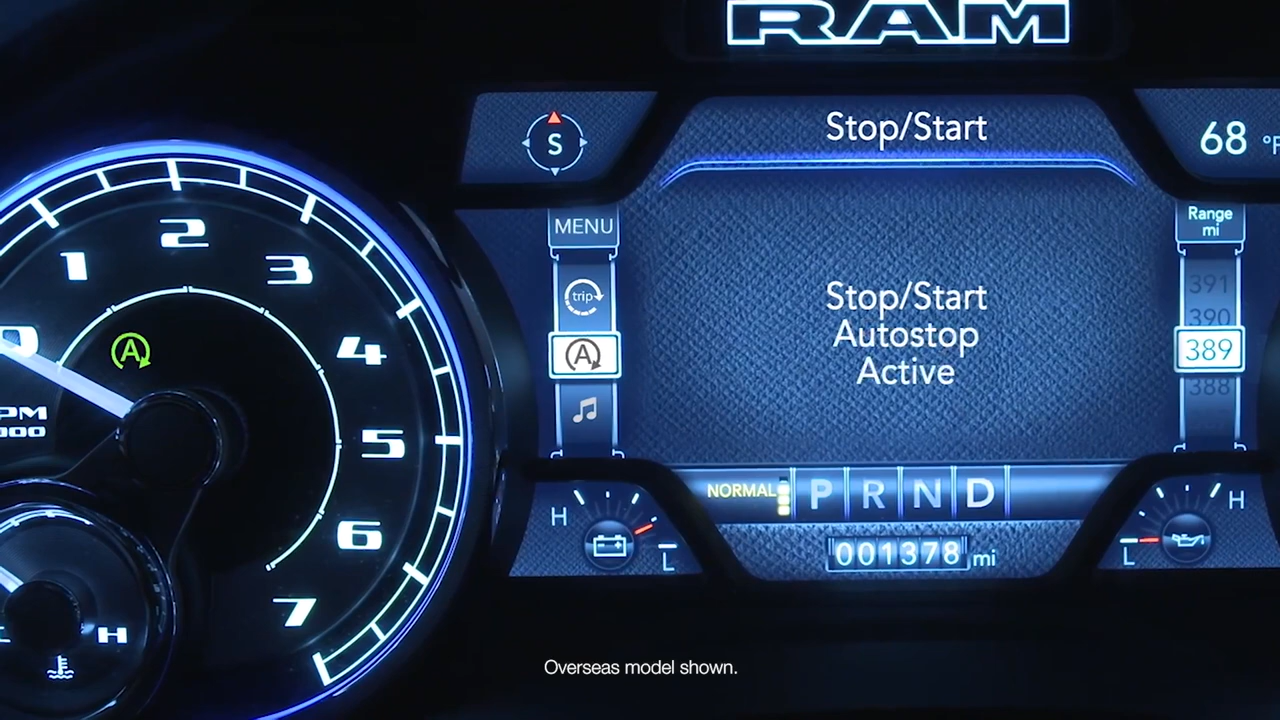 RAM
Stop/Start
S
68 °F
MENU
Range
mi
trip
391
390
389
388
A
A
Stop/Start
Autostop
Active
0
1
2
3
4
5
6
7
NORMAL P R N D
H
L
H
L
001378 mi
H
Overseas model shown.